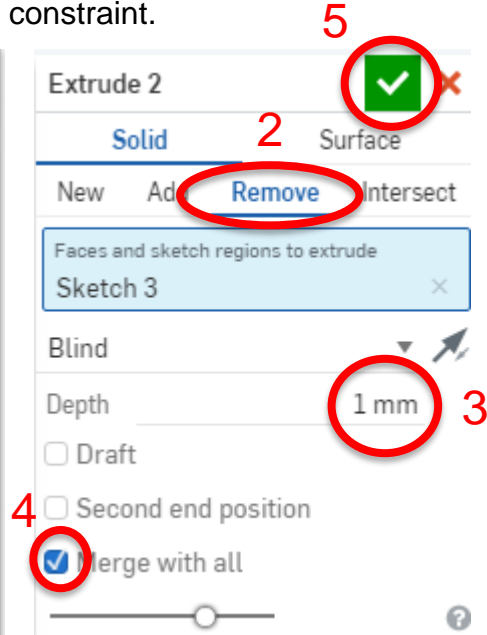 constraint.
5
Extrude 2
Solid 2 Surface
New Add Remove Intersect
Faces and sketch regions to extrude
Sketch 3
Blind
Depth 1 mm 3
Draft
4 Second end position
Merge with all